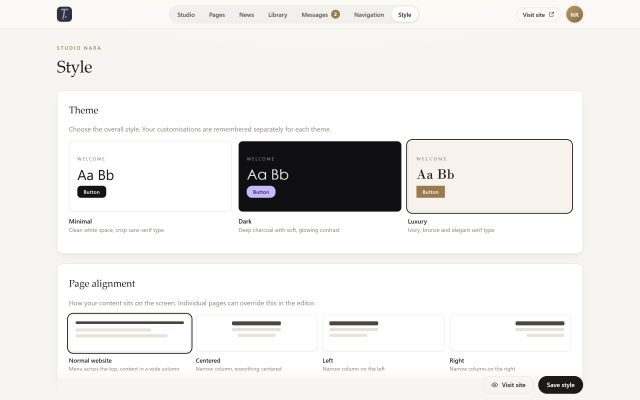 T.
Studio
Pages
News
Library
Messages 2
Navigation
Style
Visit site
NR
STUDIO NARA
Style
Theme
Choose the overall style. Your customisations are remembered separately for each theme.
WELCOME
Aa Bb
Button
Minimal
Clean white space, crisp sans-serif type
WELCOME
Aa Bb
Button
Dark
Deep charcoal with soft, glowing contrast
WELCOME
Aa Bb
Button
Luxury
Ivory, bronze and elegant serif type
Page alignment
How your content sits on the screen. Individual pages can override this in the editor.
Normal website
Menu across the top, content in a wide column
Centered
Narrow column, everything centered
Left
Narrow column on the left
Right
Narrow column on the right
Visit site
Save style